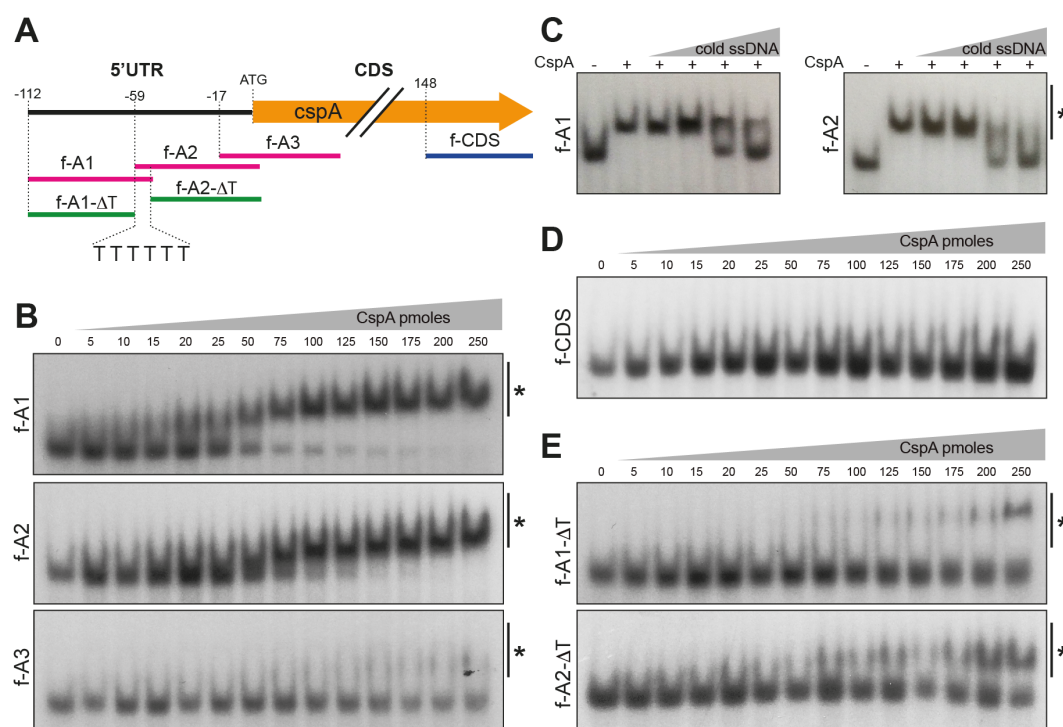 A
5'UTR
CDS
-112
-59
-17
ATG
148
cspA
f-A1
f-A2
f-A3
f-CDS
f-A1-ΔT
f-A2-ΔT
T T T T T T
B
CspA pmoles
0 5 10 15 20 25 50 75 100 125 150 175 200 250
f-A1
*
f-A2
*
f-A3
*
C
cold ssDNA
CspA - + + + + +
f-A1
cold ssDNA
CspA - + + + + +
f-A2
*
D
CspA pmoles
0 5 10 15 20 25 50 75 100 125 150 175 200 250
f-CDS
E
CspA pmoles
0 5 10 15 20 25 50 75 100 125 150 175 200 250
f-A1-ΔT
*
f-A2-ΔT
*